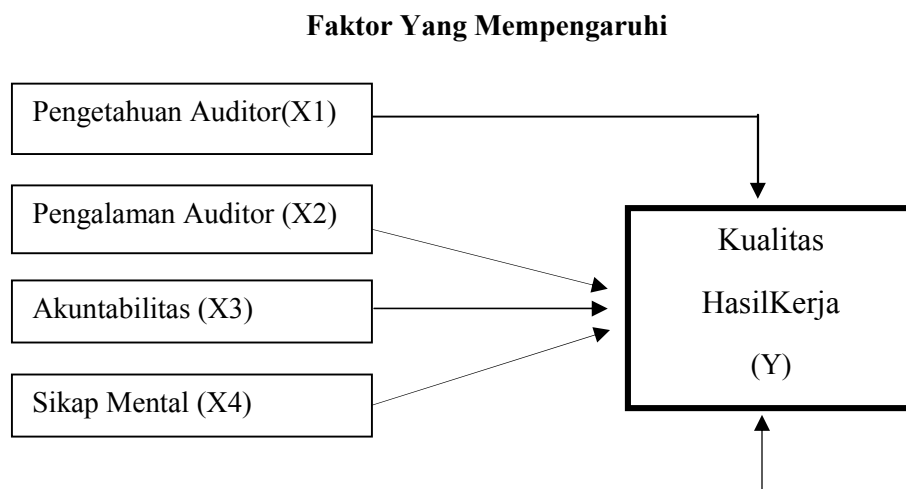 Faktor Yang Mempengaruhi
Pengetahuan Auditor(X1)
Pengalaman Auditor (X2)
Akuntabilitas (X3)
Sikap Mental (X4)
Kualitas
HasilKerja
(Y)